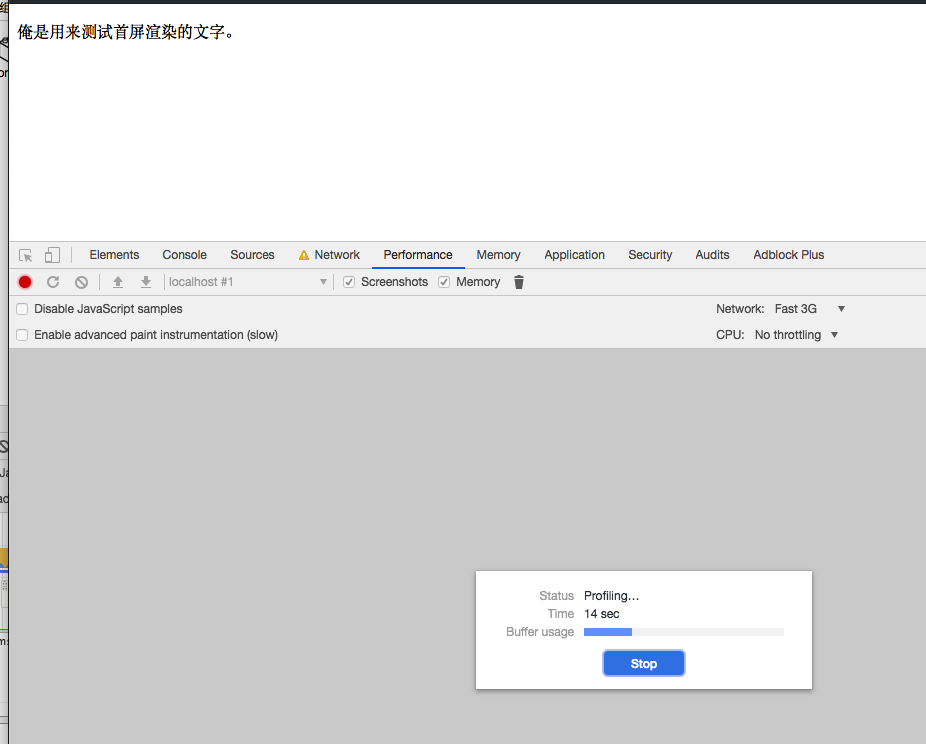 俺是用来测试首屏渲染的文字。
Elements Console Sources Network Performance Memory Application Security Audits Adblock Plus
localhost #1 Screenshots Memory
Disable JavaScript samples Network: Fast 3G
Enable advanced paint instrumentation (slow) CPU: No throttling
Status Profiling…
Time 14 sec
Buffer usage
Stop